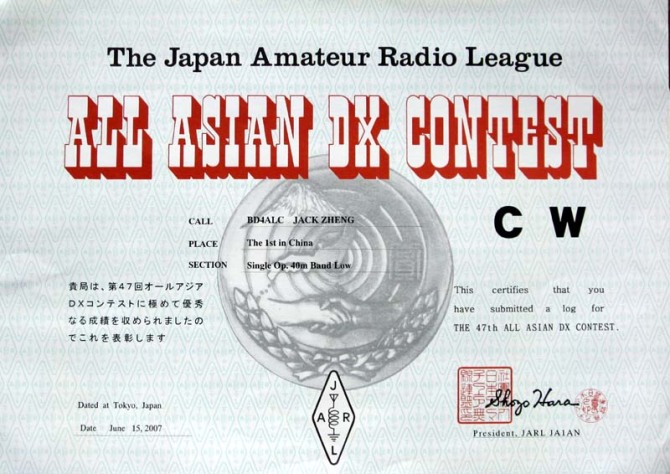 The Japan Amateur Radio League
ALL ASIAN DX CONTEST
C W
CALL BD4ALC JACK ZHENG
PLACE The 1st in China
SECTION Single Op. 40m Band Low
貴局は、第47回オールアジア
DXコンテストに極めて優秀
なる成績を収められましたの
でこれを表彰します
This certifies that you
have submitted a log for
THE 47th ALL ASIAN DX CONTEST.
J
A R
L
Dated at Tokyo, Japan
Date June 15, 2007
Shozo Hara
President, JARL JA1AN